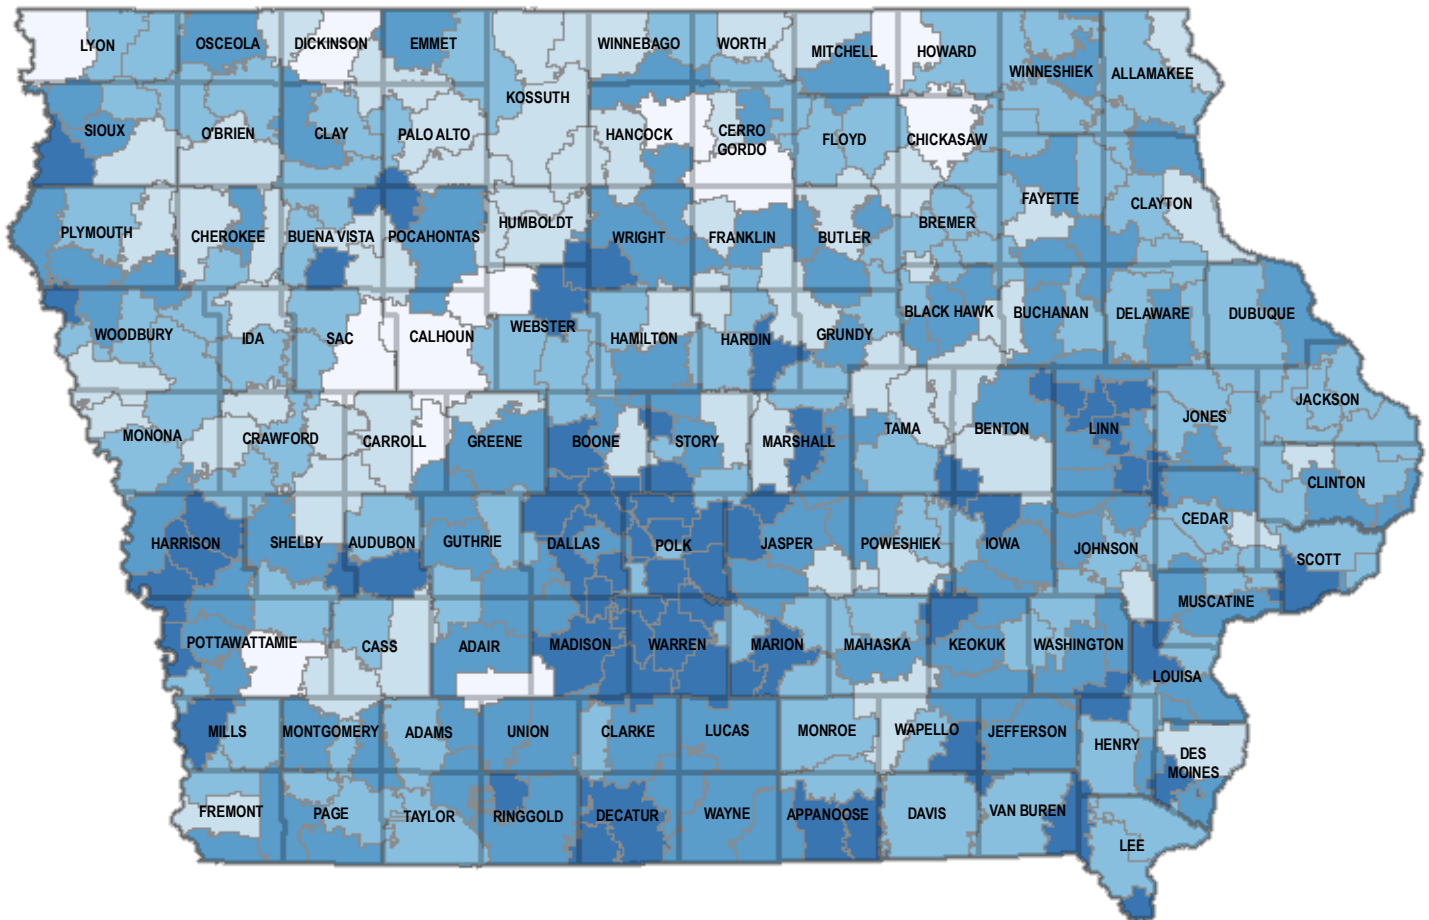 LYON
OSCEOLA
DICKINSON
EMMET
WINNEBAGO
WORTH
MITCHELL
HOWARD
WINNESHIEK
ALLAMAKEE
KOSSUTH
SIOUX
O'BRIEN
CLAY
PALO ALTO
HANCOCK
CERRO
GORDO
FLOYD
CHICKASAW
PLYMOUTH
CHEROKEE
BUENA VISTA
POCAHONTAS
HUMBOLDT
WRIGHT
FRANKLIN
BUTLER
BREMER
FAYETTE
CLAYTON
WOODBURY
IDA
SAC
CALHOUN
WEBSTER
HAMILTON
HARDIN
GRUNDY
BLACK HAWK
BUCHANAN
DELAWARE
DUBUQUE
MONONA
CRAWFORD
CARROLL
GREENE
BOONE
STORY
MARSHALL
TAMA
BENTON
LINN
JONES
JACKSON
CLINTON
HARRISON
SHELBY
AUDUBON
GUTHRIE
DALLAS
POLK
JASPER
POWESHIEK
IOWA
JOHNSON
CEDAR
SCOTT
MUSCATINE
POTTAWATTAMIE
CASS
ADAIR
MADISON
WARREN
MARION
MAHASKA
KEOKUK
WASHINGTON
LOUISA
MILLS
MONTGOMERY
ADAMS
UNION
CLARKE
LUCAS
MONROE
WAPELLO
JEFFERSON
HENRY
DES
MOINES
FREMONT
PAGE
TAYLOR
RINGGOLD
DECATUR
WAYNE
APPANOOSE
DAVIS
VAN BUREN
LEE